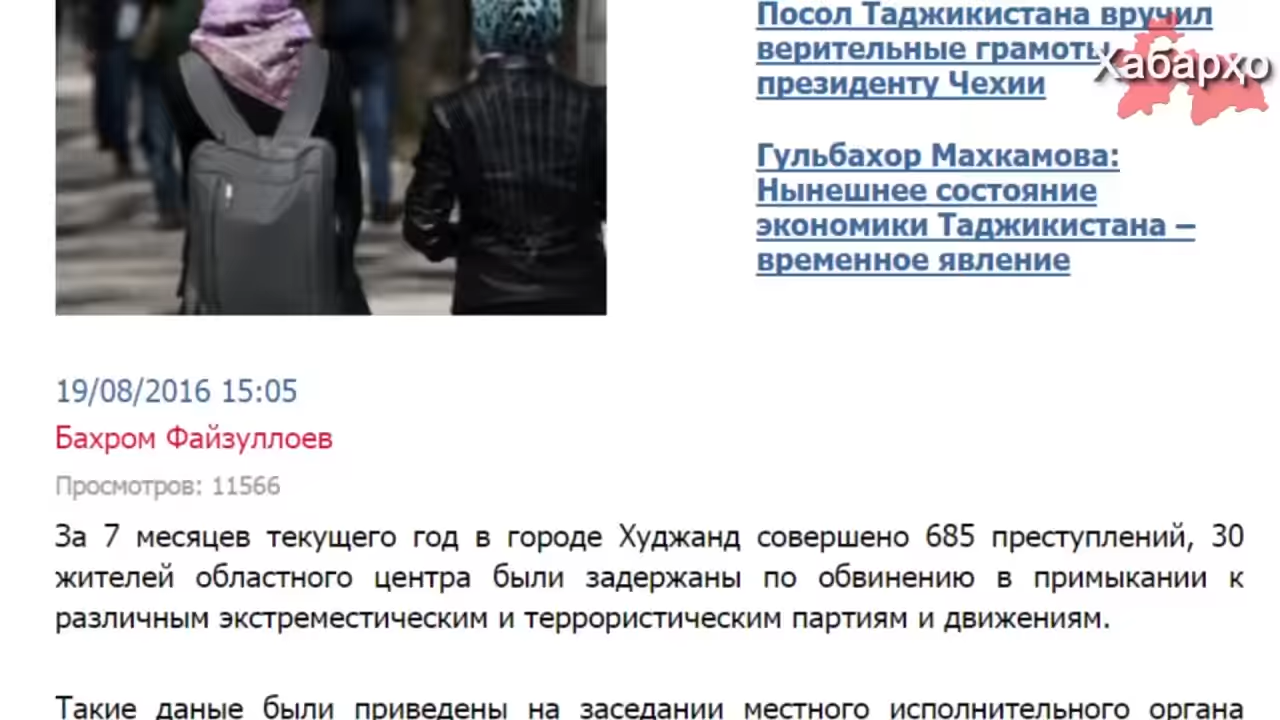 Посол Таджикистана вручил
верительные грамоты
президенту Чехии
Хабарҳо
Гульбахор Махкамова:
Нынешнее состояние
экономики Таджикистана –
временное явление
19/08/2016 15:05
Бахром Файзуллоев
Просмотров: 11566
За 7 месяцев текущего год в городе Худжанд совершено 685 преступлений, 30
жителей областного центра были задержаны по обвинению в примыкании к
различным экстреместическим и террористическим партиям и движениям.
Такие даные были приведены на заседании местного исполнительного органа